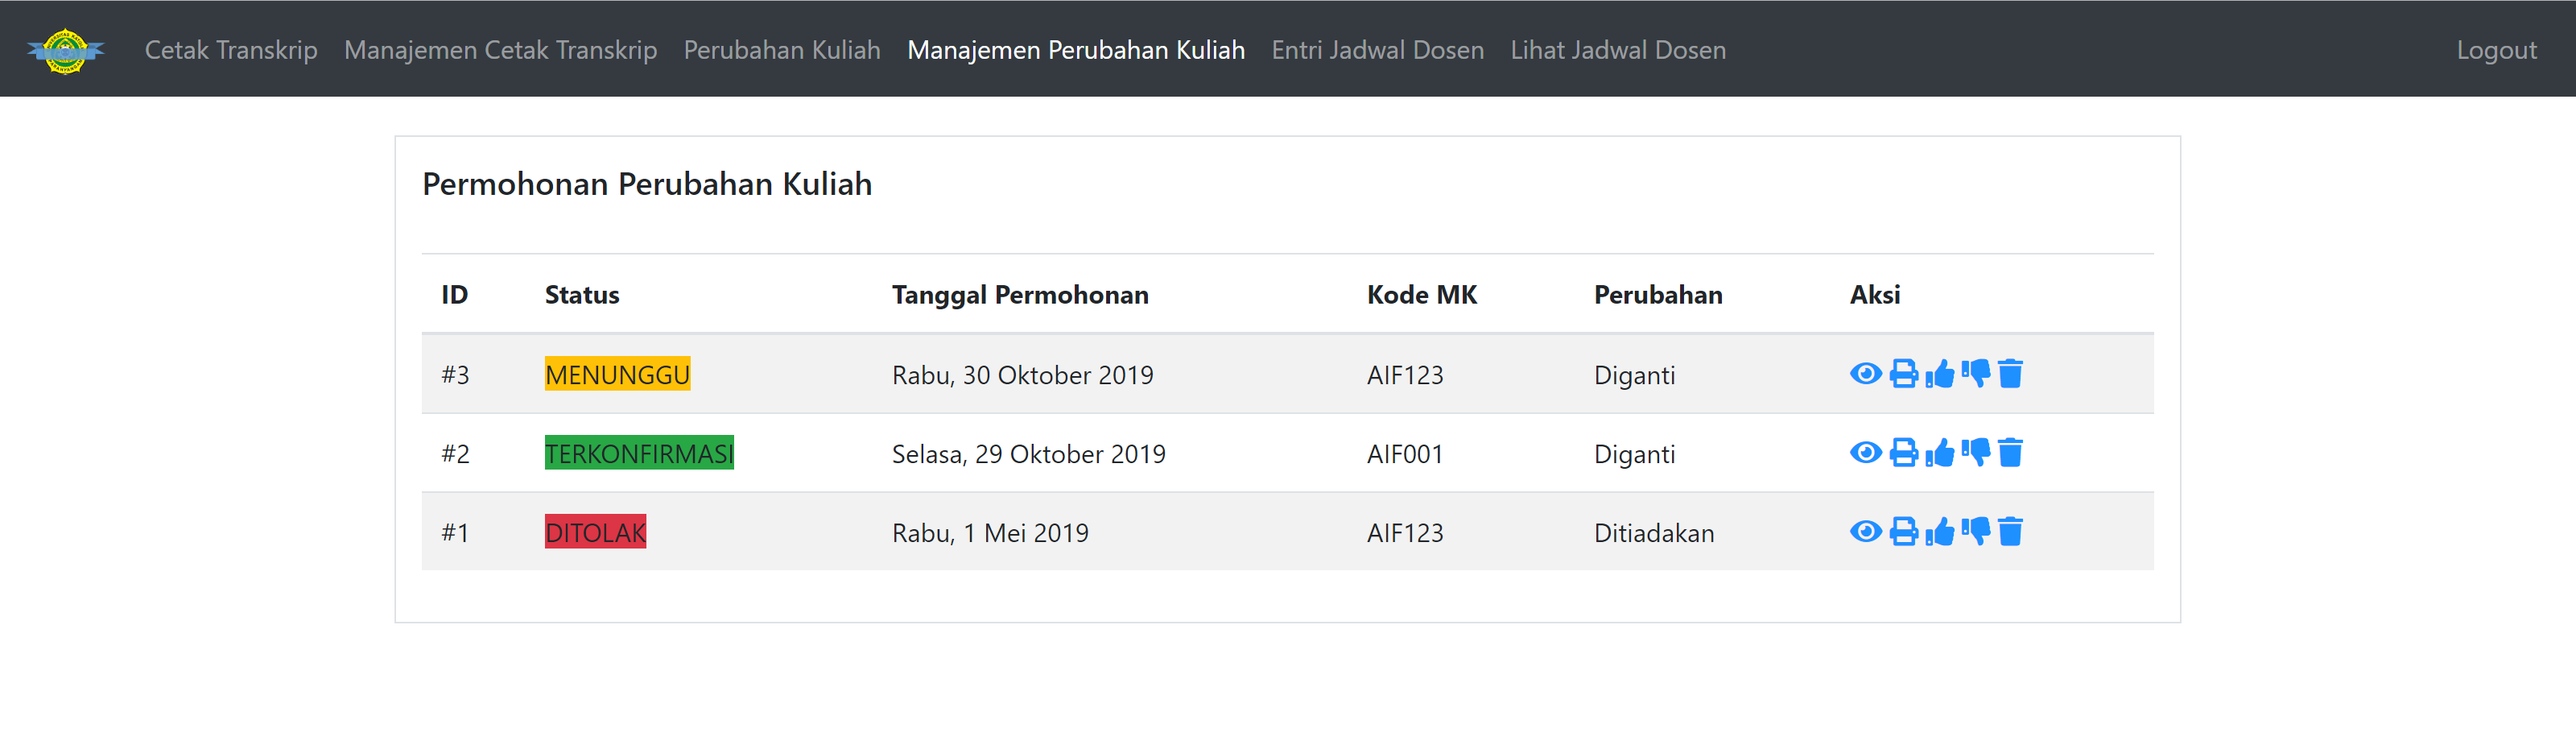 Cetak Transkrip Manajemen Cetak Transkrip Perubahan Kuliah Manajemen Perubahan Kuliah Entri Jadwal Dosen Lihat Jadwal Dosen Logout
Permohonan Perubahan Kuliah
ID Status Tanggal Permohonan Kode MK Perubahan Aksi
#3 MENUNGGU Rabu, 30 Oktober 2019 AIF123 Diganti
#2 TERKONFIRMASI Selasa, 29 Oktober 2019 AIF001 Diganti
#1 DITOLAK Rabu, 1 Mei 2019 AIF123 Ditiadakan